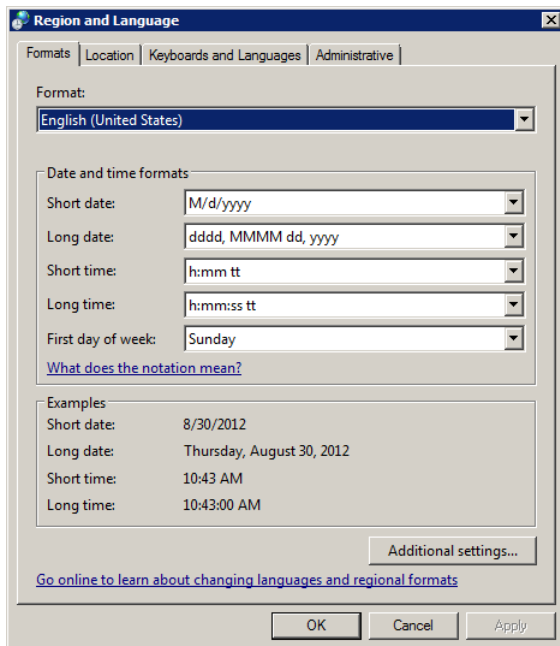 Region and Language
Formats Location Keyboards and Languages Administrative
Format:
English (United States)
Date and time formats
Short date: M/d/yyyy
Long date: dddd, MMMM dd, yyyy
Short time: h:mm tt
Long time: h:mm:ss tt
First day of week: Sunday
What does the notation mean?
Examples
Short date: 8/30/2012
Long date: Thursday, August 30, 2012
Short time: 10:43 AM
Long time: 10:43:00 AM
Additional settings...
Go online to learn about changing languages and regional formats
OK Cancel Apply